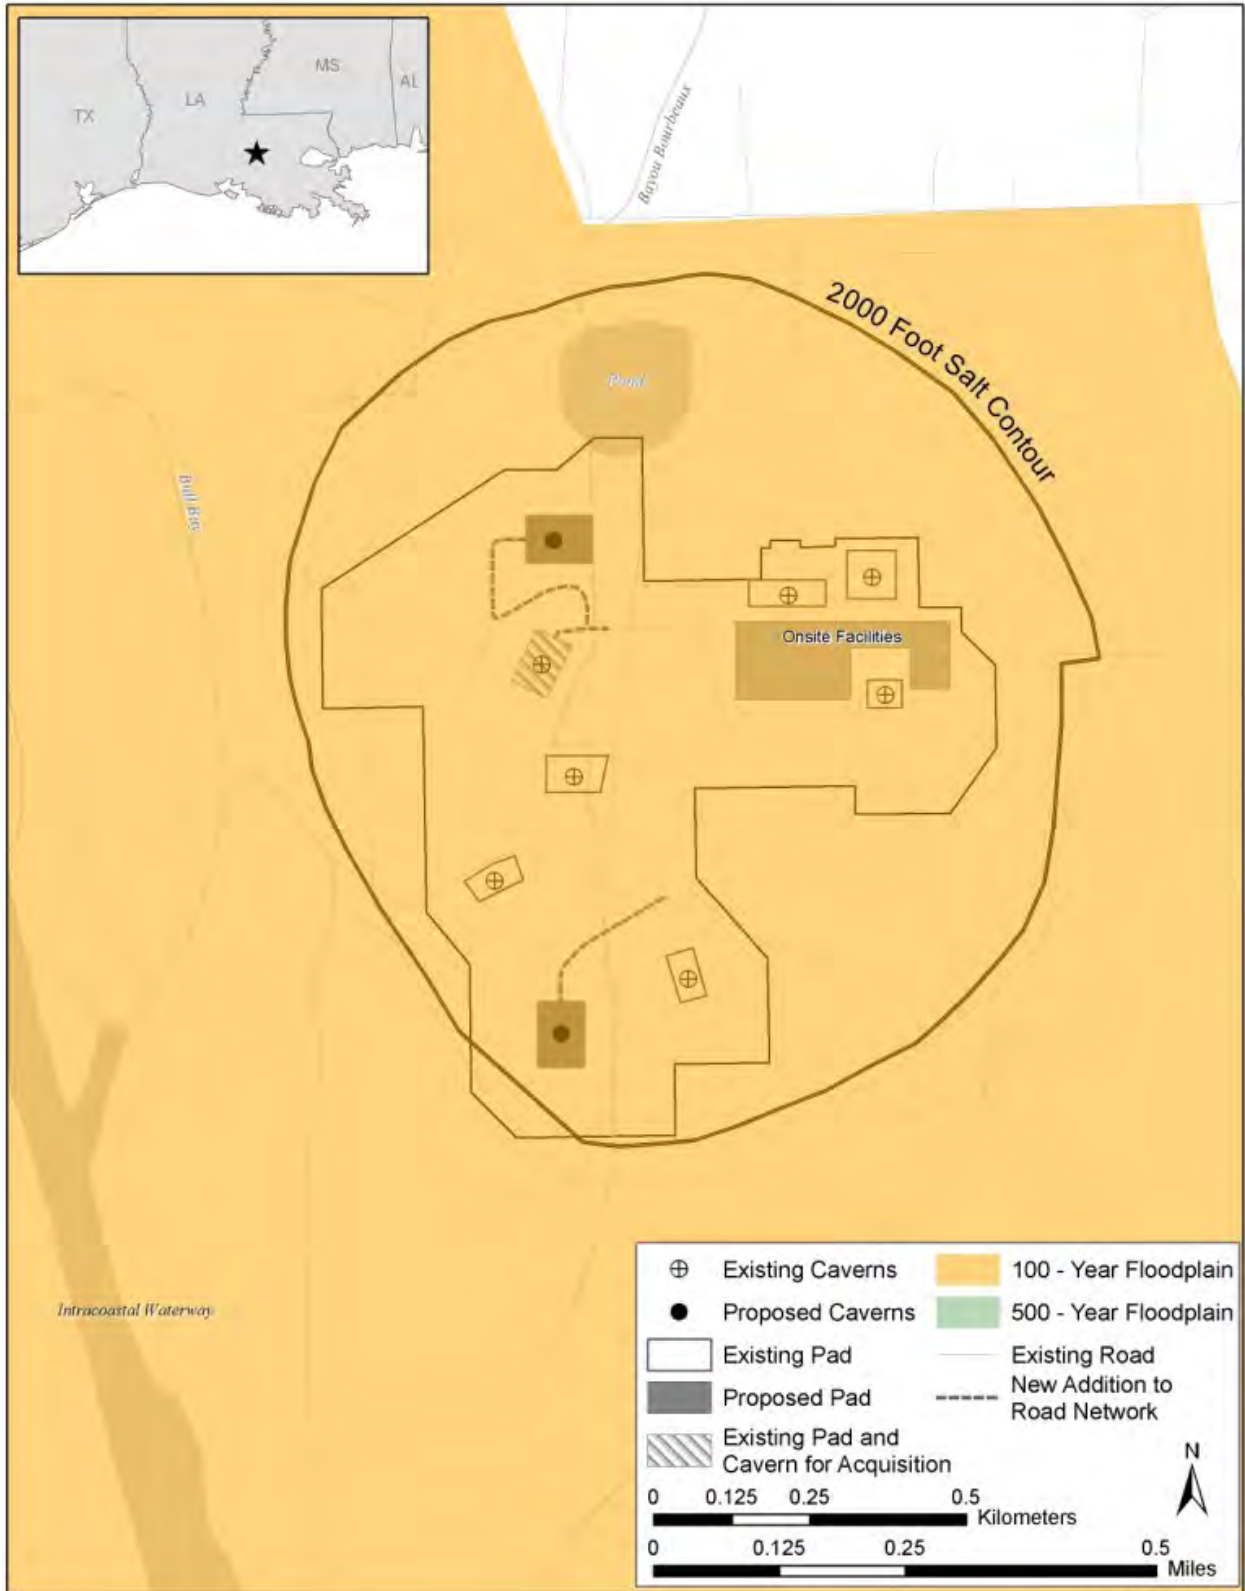 TX
LA
MS
AL
Bayou Bourbeaux
2000 Foot Salt Contour
Pond
Bull Bay
Onsite Facilities
Intracoastal Waterway
Existing Caverns
Proposed Caverns
Existing Pad
Proposed Pad
Existing Pad and
Cavern for Acquisition
100 - Year Floodplain
500 - Year Floodplain
Existing Road
New Addition to
Road Network
N
0 0.125 0.25 0.5
Kilometers
0 0.125 0.25 0.5
Miles